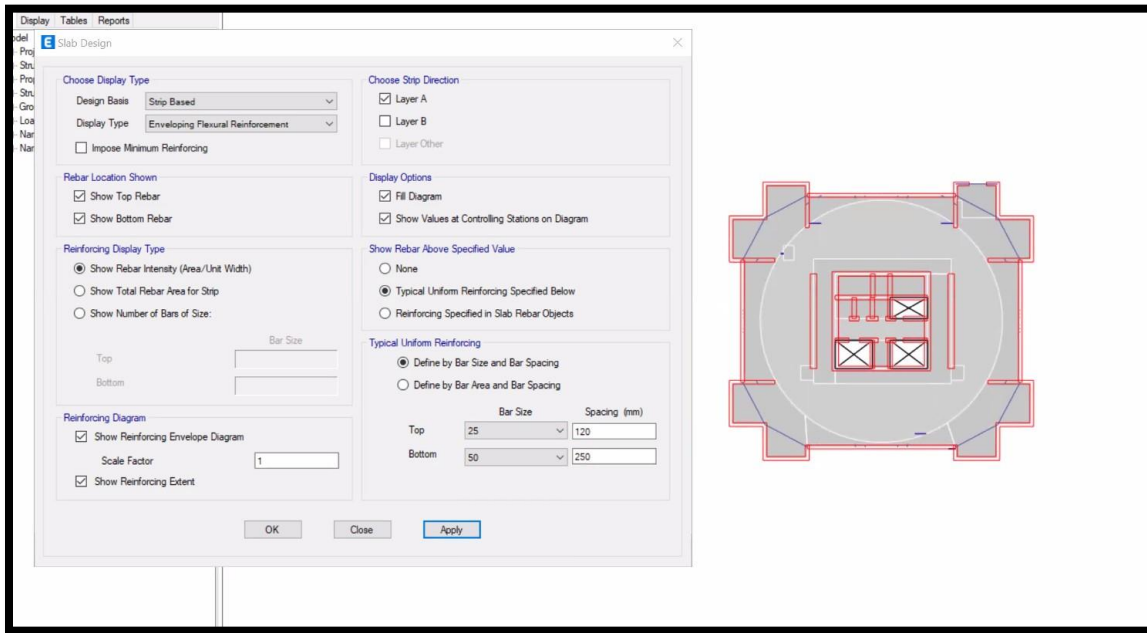 Display Tables Reports
E Slab Design
Choose Display Type
Design Basis Strip Based
Display Type Enveloping Flexural Reinforcement
Impose Minimum Reinforcing
Choose Strip Direction
Layer A
Layer B
Layer Other
Rebar Location Shown
Show Top Rebar
Show Bottom Rebar
Display Options
Fill Diagram
Show Values at Controlling Stations on Diagram
Reinforcing Display Type
Show Rebar Intensity (Area/Unit Width)
Show Total Rebar Area for Strip
Show Number of Bars of Size:
Bar Size
Top
Bottom
Show Rebar Above Specified Value
None
Typical Uniform Reinforcing Specified Below
Reinforcing Specified in Slab Rebar Objects
Typical Uniform Reinforcing
Define by Bar Size and Bar Spacing
Define by Bar Area and Bar Spacing
Bar Size Spacing (mm)
Top 25 120
Bottom 50 250
Reinforcing Diagram
Show Reinforcing Envelope Diagram
Scale Factor 1
Show Reinforcing Extent
OK Close Apply